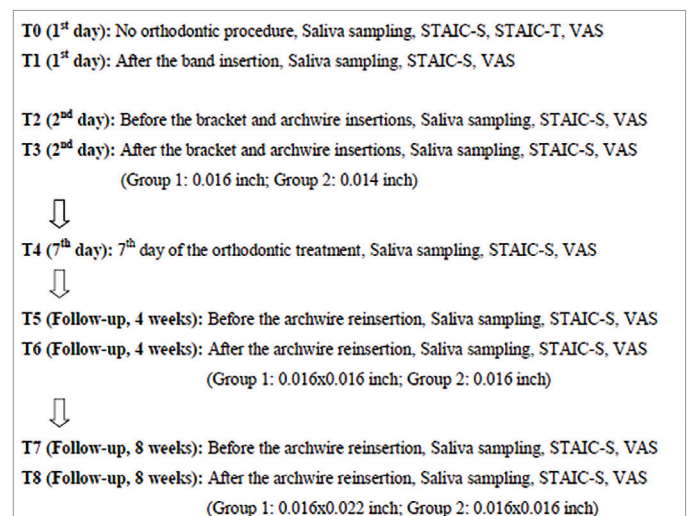 T0 (1st day): No orthodontic procedure, Saliva sampling, STAIC-S, STAIC-T, VAS
T1 (1st day): After the band insertion, Saliva sampling, STAIC-S, VAS
T2 (2nd day): Before the bracket and archwire insertions, Saliva sampling, STAIC-S, VAS
T3 (2nd day): After the bracket and archwire insertions, Saliva sampling, STAIC-S, VAS
(Group 1: 0.016 inch; Group 2: 0.014 inch)
T4 (7th day): 7th day of the orthodontic treatment, Saliva sampling, STAIC-S, VAS
T5 (Follow-up, 4 weeks): Before the archwire reinsertion, Saliva sampling, STAIC-S, VAS
T6 (Follow-up, 4 weeks): After the archwire reinsertion, Saliva sampling, STAIC-S, VAS
(Group 1: 0.016x0.016 inch; Group 2: 0.016 inch)
T7 (Follow-up, 8 weeks): Before the archwire reinsertion, Saliva sampling, STAIC-S, VAS
T8 (Follow-up, 8 weeks): After the archwire reinsertion, Saliva sampling, STAIC-S, VAS
(Group 1: 0.016x0.022 inch; Group 2: 0.016x0.016 inch)